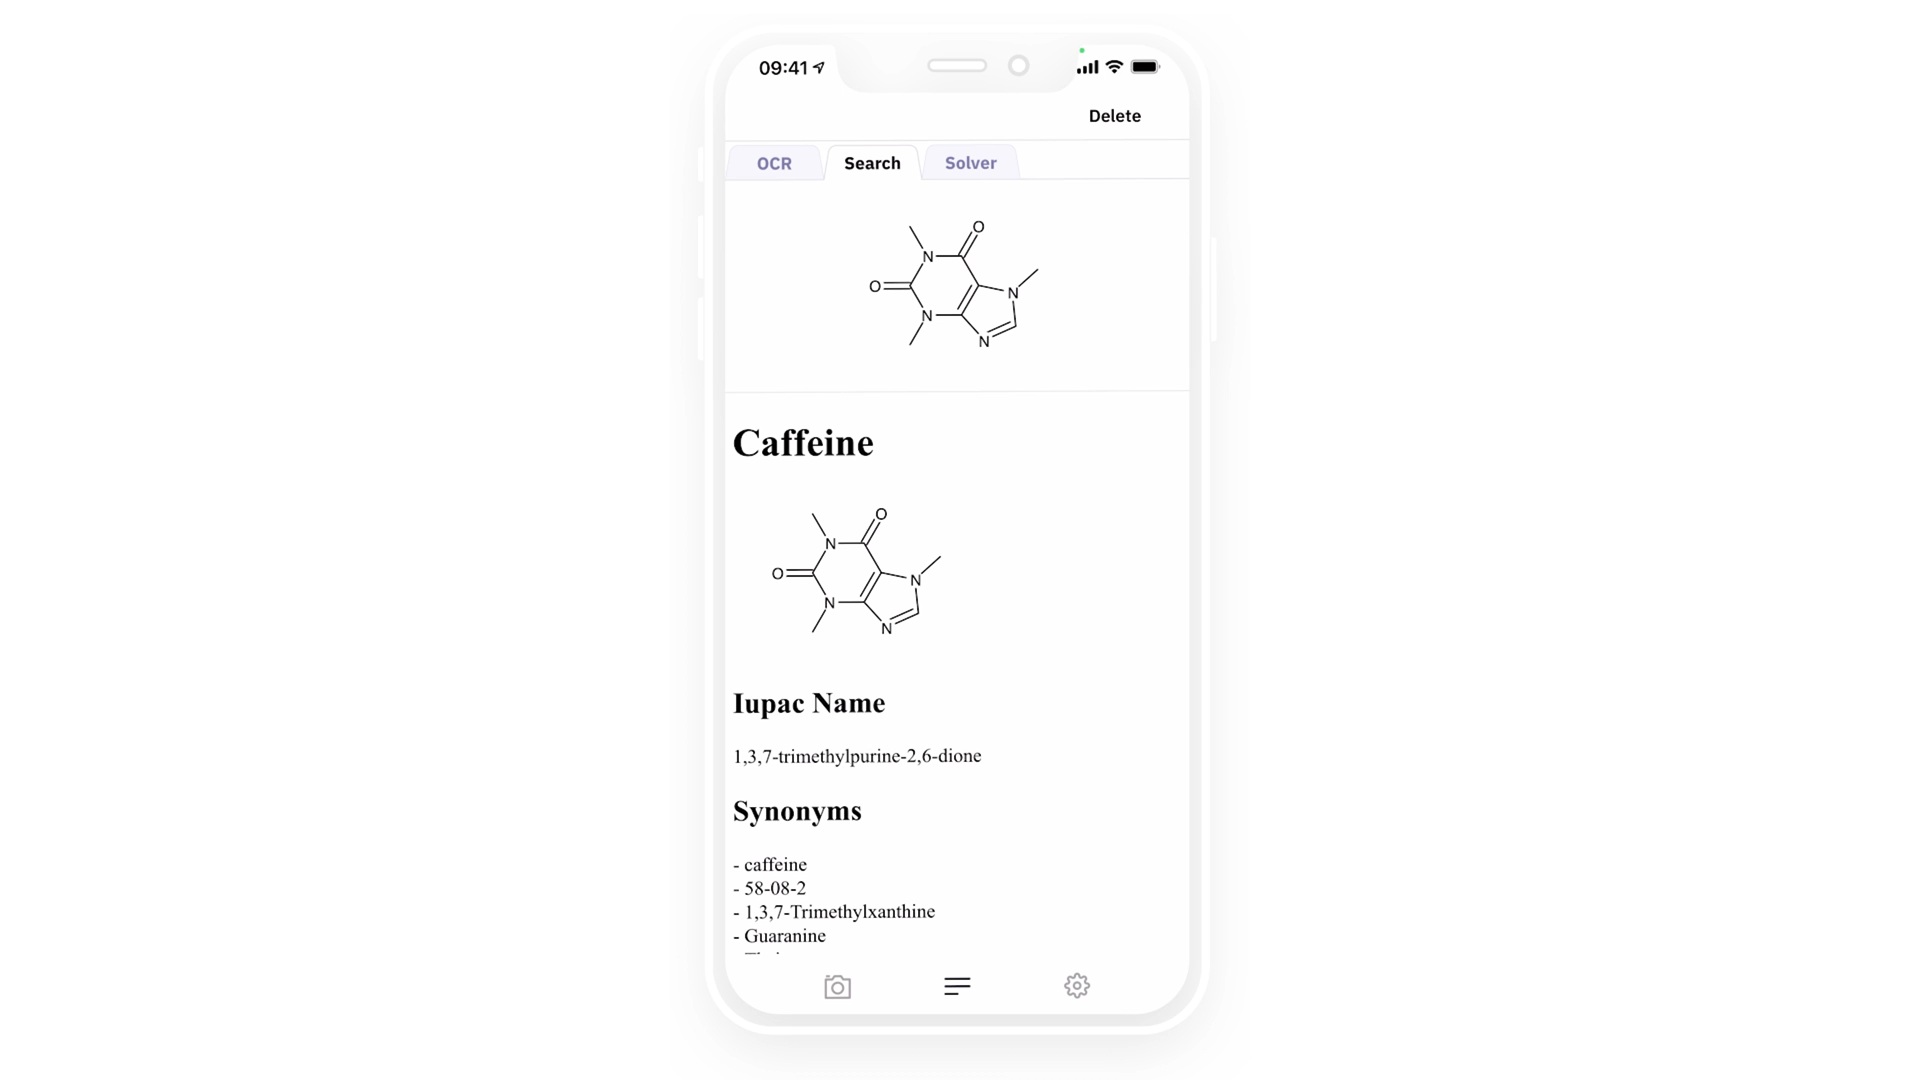 09:41
Delete
OCR Search Solver
O
N
N
O
N
N
Caffeine
O
N
O
N
N
N
Iupac Name
1,3,7-trimethylpurine-2,6-dione
Synonyms
- caffeine
- 58-08-2
- 1,3,7-Trimethylxanthine
- Guaranine